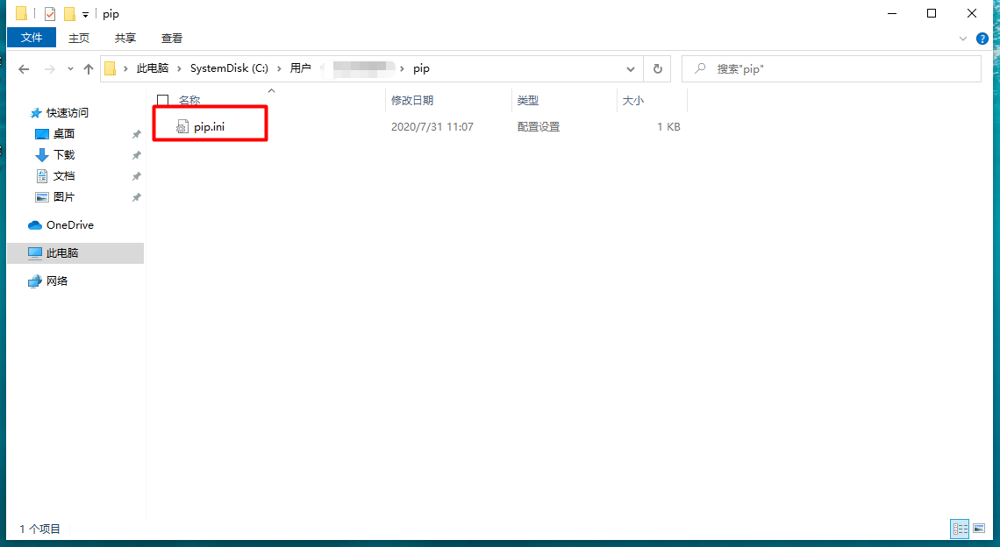 pip
文件 主页 共享 查看
此电脑 SystemDisk (C:) 用户 pip 搜索"pip"
名称 修改日期 类型 大小
pip.ini 2020/7/31 11:07 配置设置 1 KB
快速访问
桌面
下载
文档
图片
OneDrive
此电脑
网络
1 个项目